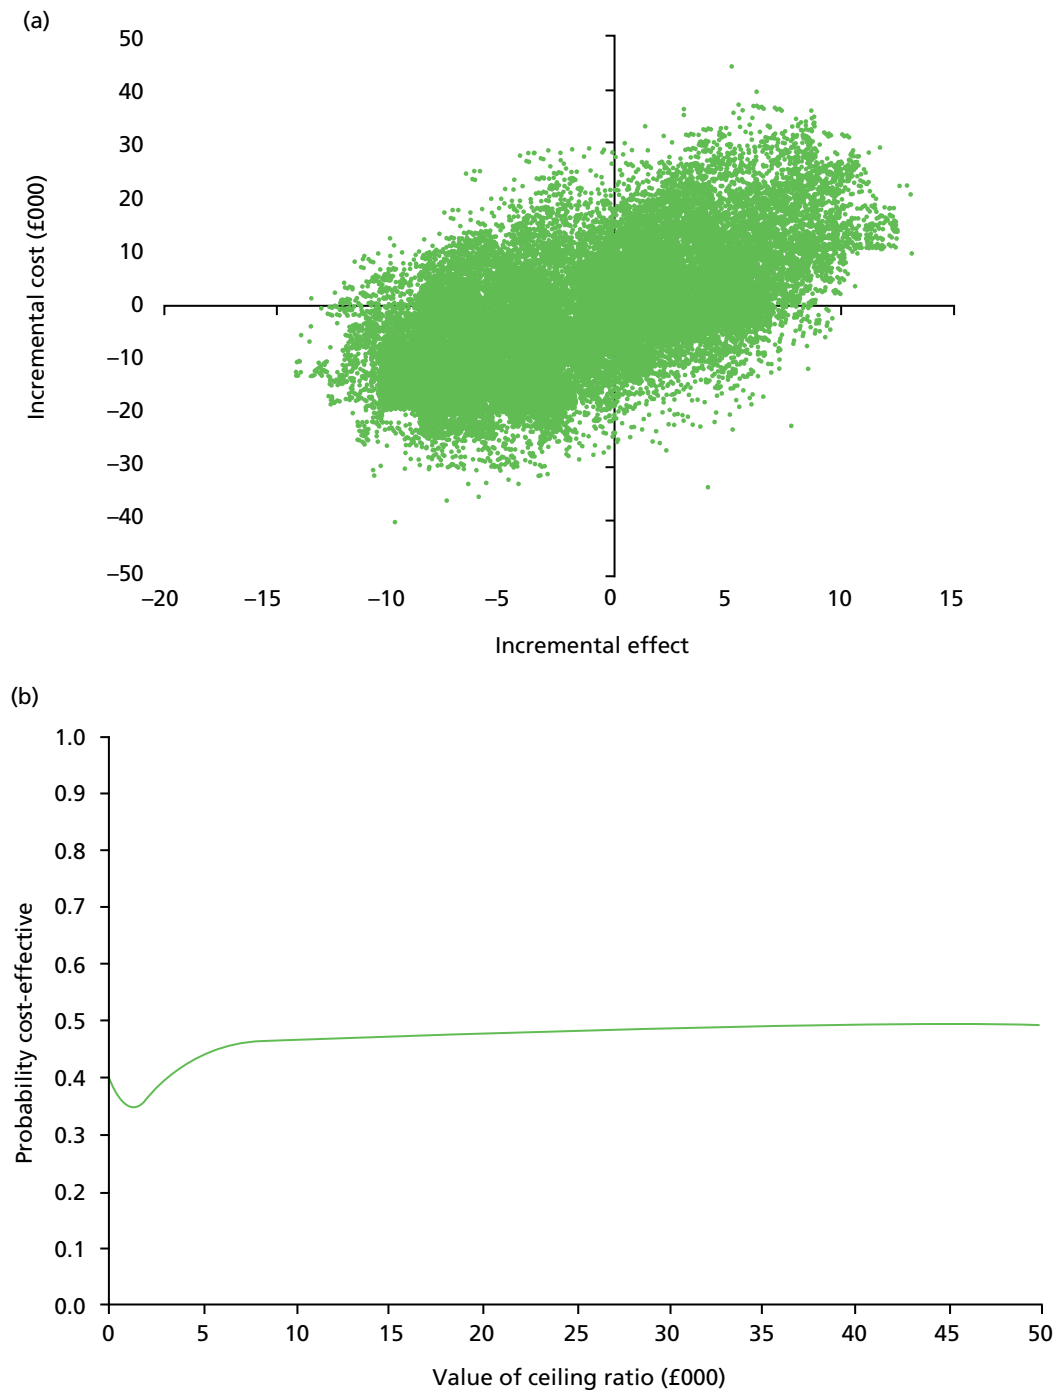 (a)
50
40
30
20
10
0
−10
−20
−30
−40
−50
Incremental cost (£000)
−20 −15 −10 −5 0 5 10 15
Incremental effect
(b)
1.0
0.9
0.8
0.7
0.6
0.5
0.4
0.3
0.2
0.1
0.0
Probability cost-effective
0 5 10 15 20 25 30 35 40 45 50
Value of ceiling ratio (£000)